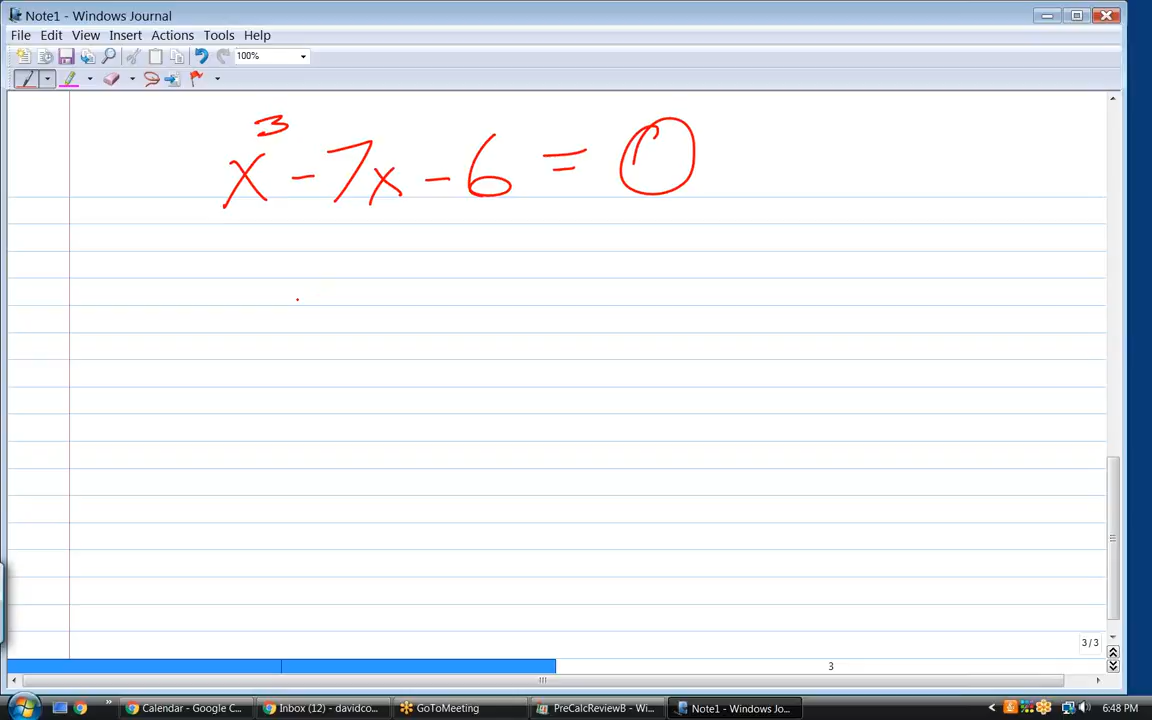 Note1 - Windows Journal
File Edit View Insert Actions Tools Help
100%
x³ - 7x - 6 = 0
3/3
3
Calendar - Google C...
Inbox (12) - davidco...
GoToMeeting
PreCalcReviewB - Wi...
Note1 - Windows Jo...
6:48 PM